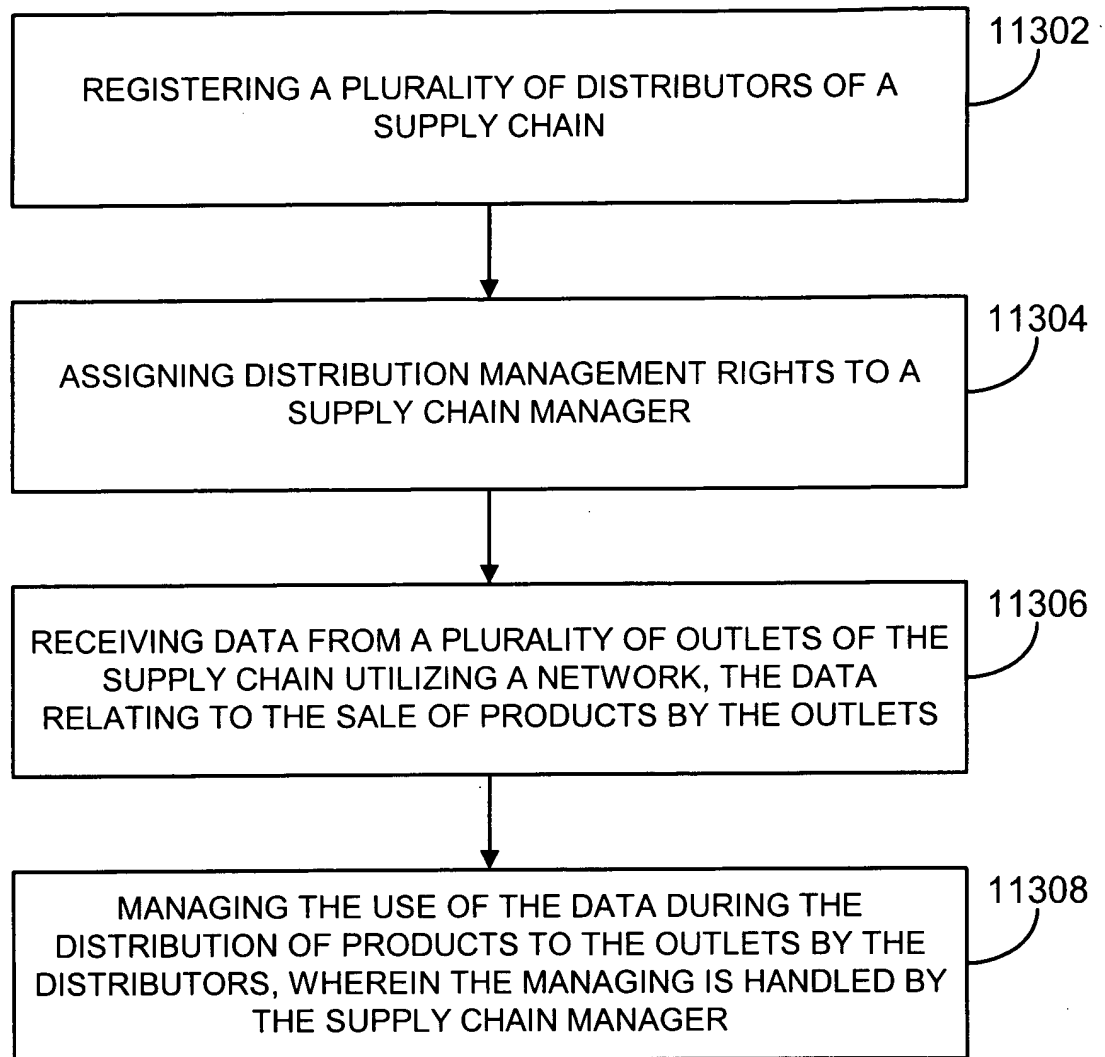 11302
REGISTERING A PLURALITY OF DISTRIBUTORS OF A
SUPPLY CHAIN
11304
ASSIGNING DISTRIBUTION MANAGEMENT RIGHTS TO A
SUPPLY CHAIN MANAGER
11306
RECEIVING DATA FROM A PLURALITY OF OUTLETS OF THE
SUPPLY CHAIN UTILIZING A NETWORK, THE DATA
RELATING TO THE SALE OF PRODUCTS BY THE OUTLETS
11308
MANAGING THE USE OF THE DATA DURING THE
DISTRIBUTION OF PRODUCTS TO THE OUTLETS BY THE
DISTRIBUTORS, WHEREIN THE MANAGING IS HANDLED BY
THE SUPPLY CHAIN MANAGER